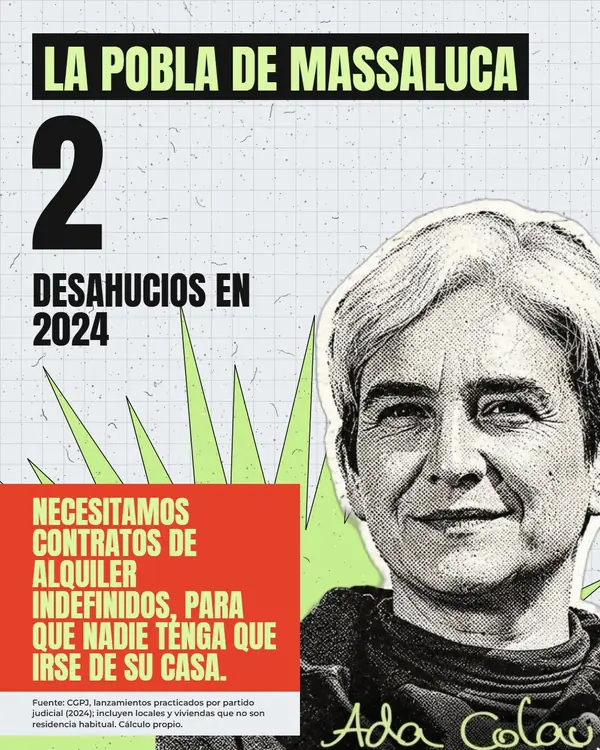 LA POBLA DE MASSALUCA
2
DESAHUCIOS EN
2024
NECESITAMOS
CONTRATOS DE
ALQUILER
INDEFINIDOS, PARA
QUE NADIE TENGA QUE
IRSE DE SU CASA.
Fuente: CGPJ, lanzamientos practicados por partido
judicial (2024); incluyen locales y viviendas que no son
residencia habitual. Cálculo propio.
Ada Colau